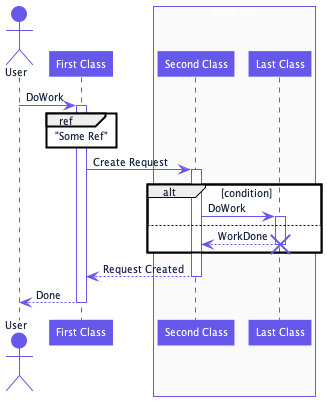 User
First Class
Second Class
Last Class
DoWork
ref
"Some Ref"
Create Request
alt
[condition]
DoWork
WorkDone
Request Created
Done
User
First Class
Second Class
Last Class